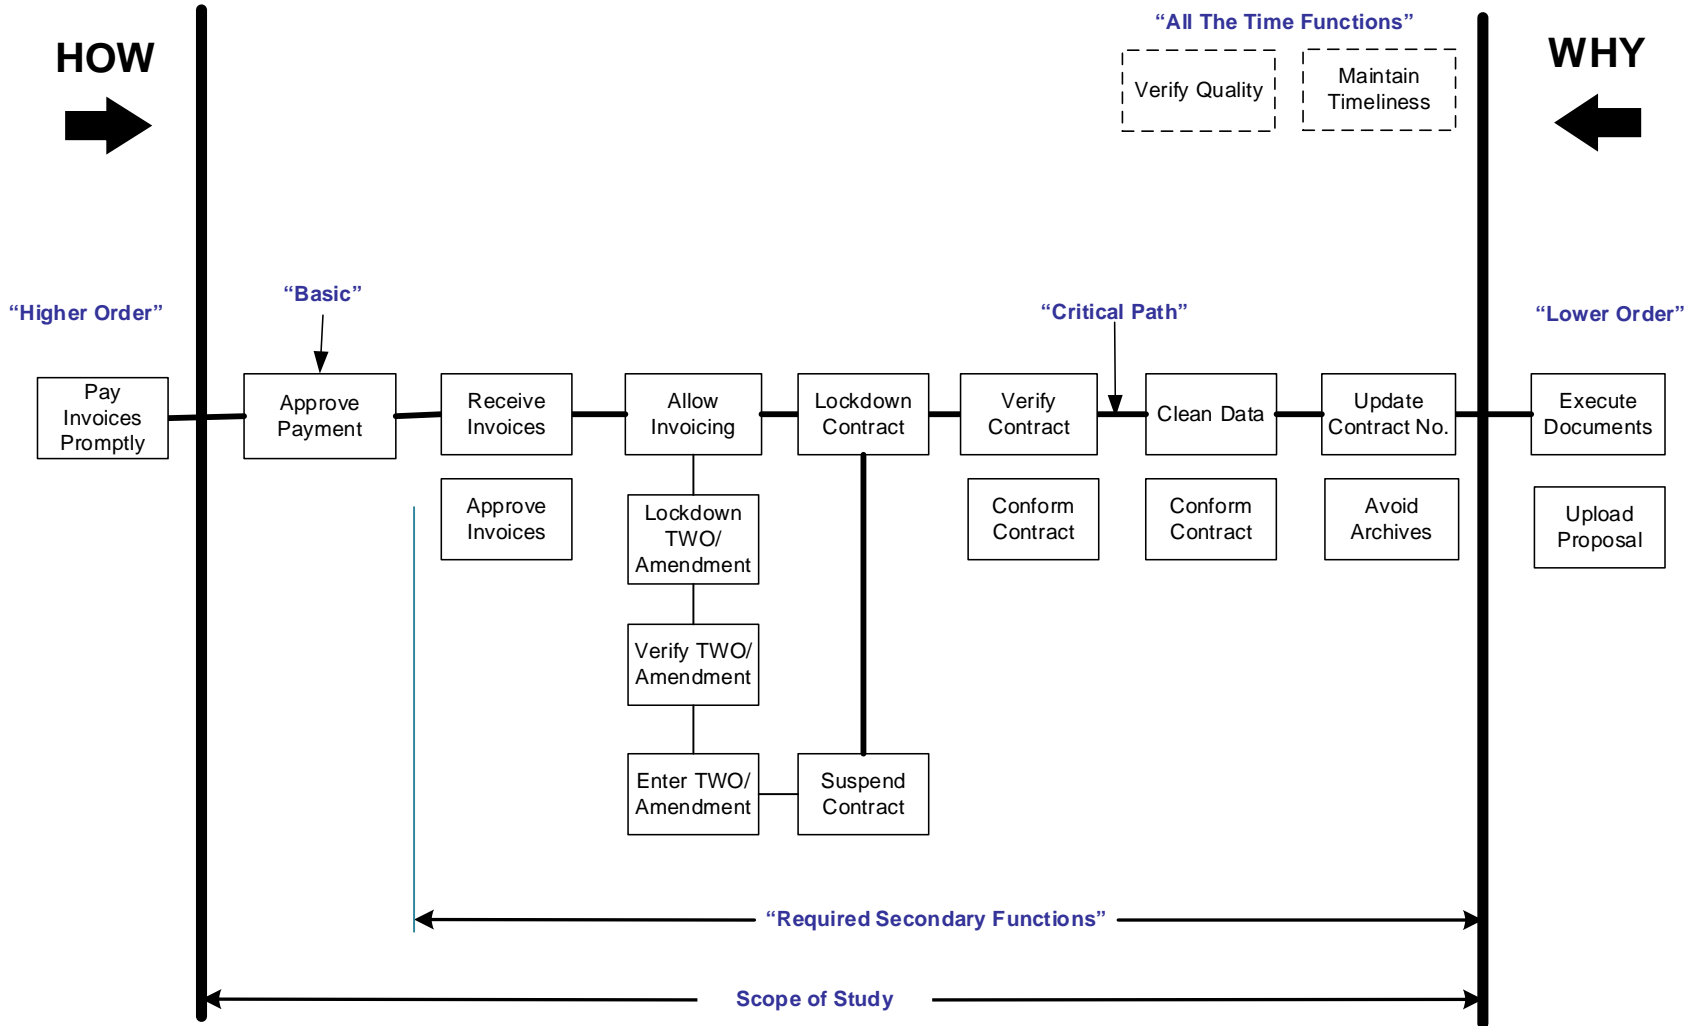 “All The Time Functions”
HOW
WHY
Verify Quality
Maintain
Timeliness
“Higher Order”
“Basic”
“Critical Path”
“Lower Order”
Pay
Invoices
Promptly
Approve
Payment
Receive
Invoices
Allow
Invoicing
Lockdown
Contract
Verify
Contract
Clean Data
Update
Contract No.
Execute
Documents
Approve
Invoices
Lockdown
TWO/
Amendment
Conform
Contract
Conform
Contract
Avoid
Archives
Upload
Proposal
Verify TWO/
Amendment
Enter TWO/
Amendment
Suspend
Contract
“Required Secondary Functions”
Scope of Study